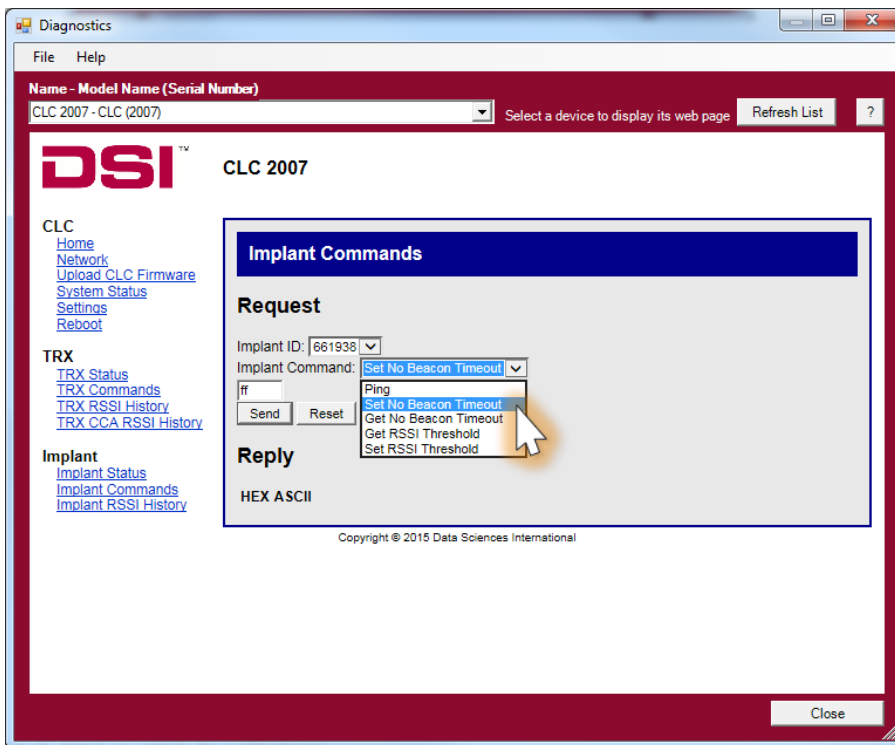 Diagnostics
File Help
Name - Model Name (Serial Number)
CLC 2007 - CLC (2007) Select a device to display its web page Refresh List ?
DSI™
CLC 2007
CLC
Home
Network
Upload CLC Firmware
System Status
Settings
Reboot
TRX
TRX Status
TRX Commands
TRX RSSI History
TRX CCA RSSI History
Implant
Implant Status
Implant Commands
Implant RSSI History
Implant Commands
Request
Implant ID: 661938
Implant Command: Set No Beacon Timeout
ff
Ping
Set No Beacon Timeout
Get No Beacon Timeout
Get RSSI Threshold
Set RSSI Threshold
Send Reset
Reply
HEX ASCII
Copyright © 2015 Data Sciences International
Close